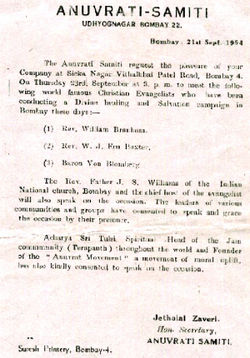 ANUVRATI-SAMITI
UDHYOGNAGAR BOMBAY 22.
Bombay, 21st Sept. 1954
The Anuvrati Samiti request the peasure of your
Company at Sicka Nagar Vithalbhai Patel Road, Bombay 4.
On Thursday 23rd, September at 3. p. m. to meet the
following world famous Christian Evangelists who have been
conducting a Divine healing and Salvation campaign in
Bombay these days:—
(1) Rev. William Branham.
(2) Rev. W. J. Ern Baxter.
(3) Baron Von Blomberg.
The Rev. Father J. S. Williams of the Indian
National church, Bombay and the chief host of the evangelist
will also speak on the occasion. The leaders of various
communities and groups have consented to speak and grace
the occasion by their presence.
Acharya Sri Tulsi Spiritual Head of the Jain
community (Terapanth) throughout the world and Founder
of the "Anuvrat Movement" a movement of moral uplift,
has also kindly consented to speak on the occasion.
Jethalal Zaveri.
Hon. Secretary,
ANUVRATI SAMITI.
Suresh Printery, Bombay-4.